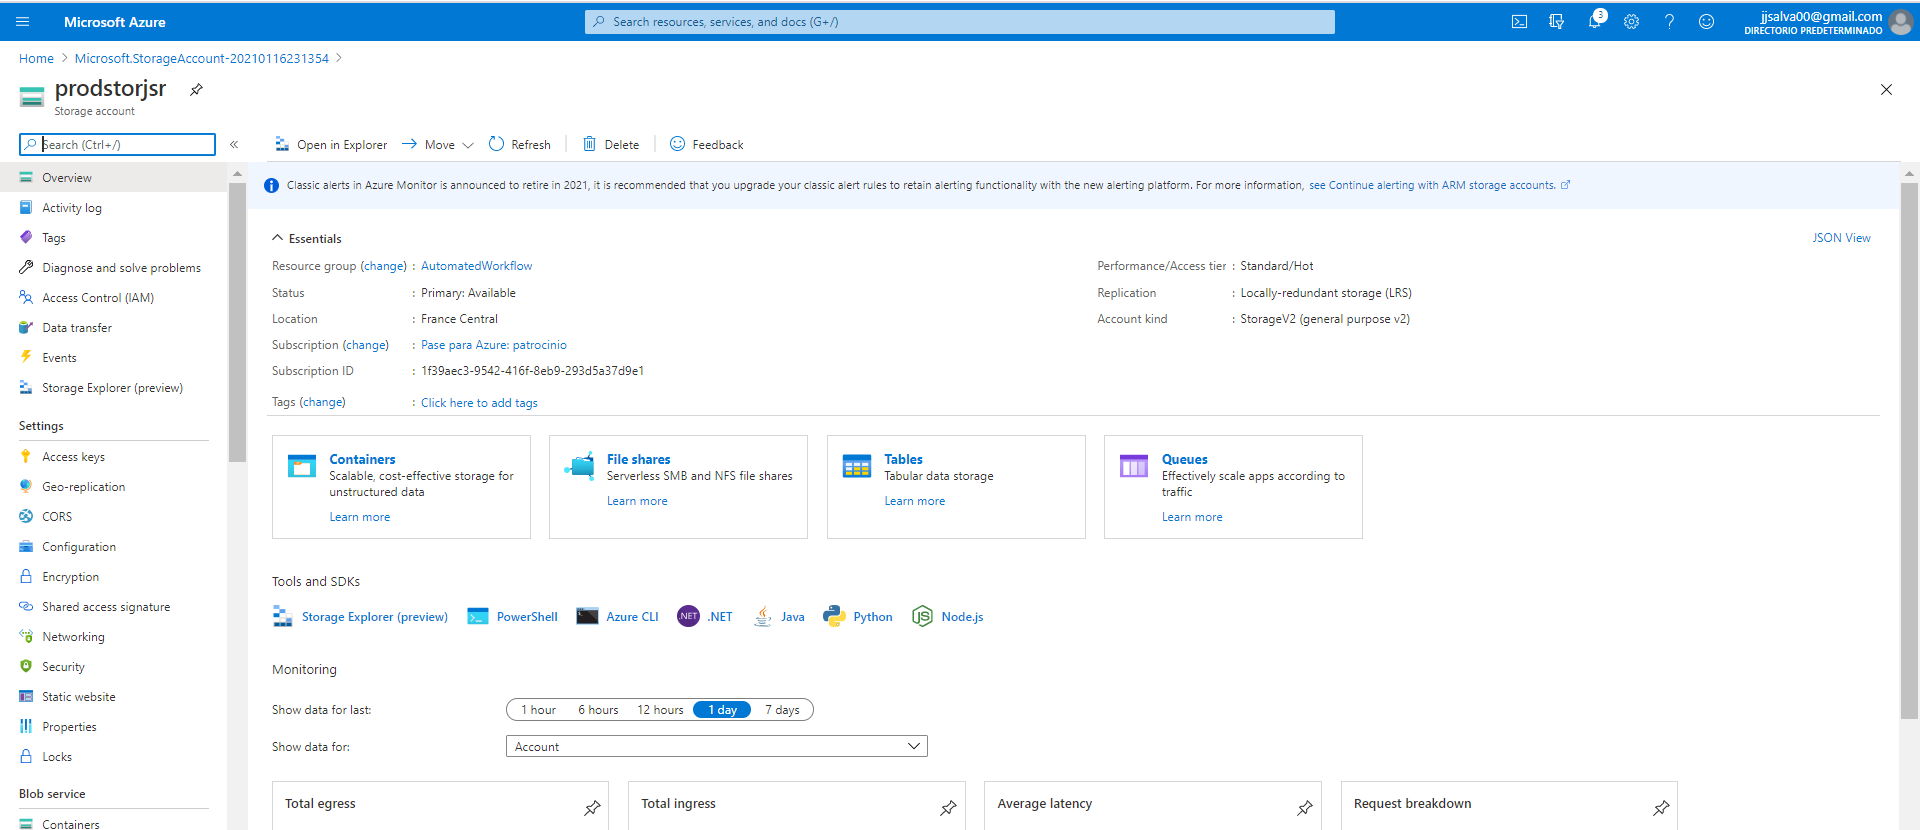 Microsoft Azure
Search resources, services, and docs (G+/)
3
jjsalva00@gmail.com
DIRECTORIO PREDETERMINADO
Home > Microsoft.StorageAccount-20210116231354 >
prodstorjsr
Storage account
Search (Ctrl+/)
«
Open in Explorer
Move
Refresh
Delete
Feedback
Overview
Activity log
Tags
Diagnose and solve problems
Access Control (IAM)
Data transfer
Events
Storage Explorer (preview)
Settings
Access keys
Geo-replication
CORS
Configuration
Encryption
Shared access signature
Networking
Security
Static website
Properties
Locks
Blob service
Containers
Classic alerts in Azure Monitor is announced to retire in 2021, it is recommended that you upgrade your classic alert rules to retain alerting functionality with the new alerting platform. For more information, see Continue alerting with ARM storage accounts.
Essentials
JSON View
Resource group (change) : AutomatedWorkflow
Status : Primary: Available
Location : France Central
Subscription (change) : Pase para Azure: patrocinio
Subscription ID : 1f39aec3-9542-416f-8eb9-293d5a37d9e1
Tags (change) : Click here to add tags
Performance/Access tier : Standard/Hot
Replication : Locally-redundant storage (LRS)
Account kind : StorageV2 (general purpose v2)
Containers
Scalable, cost-effective storage for
unstructured data
Learn more
File shares
Serverless SMB and NFS file shares
Learn more
Tables
Tabular data storage
Learn more
Queues
Effectively scale apps according to
traffic
Learn more
Tools and SDKs
Storage Explorer (preview)
PowerShell
Azure CLI
.NET
.NET
Java
Python
Node.js
Monitoring
Show data for last:
1 hour
6 hours
12 hours
1 day
7 days
Show data for:
Account
Total egress
Total ingress
Average latency
Request breakdown